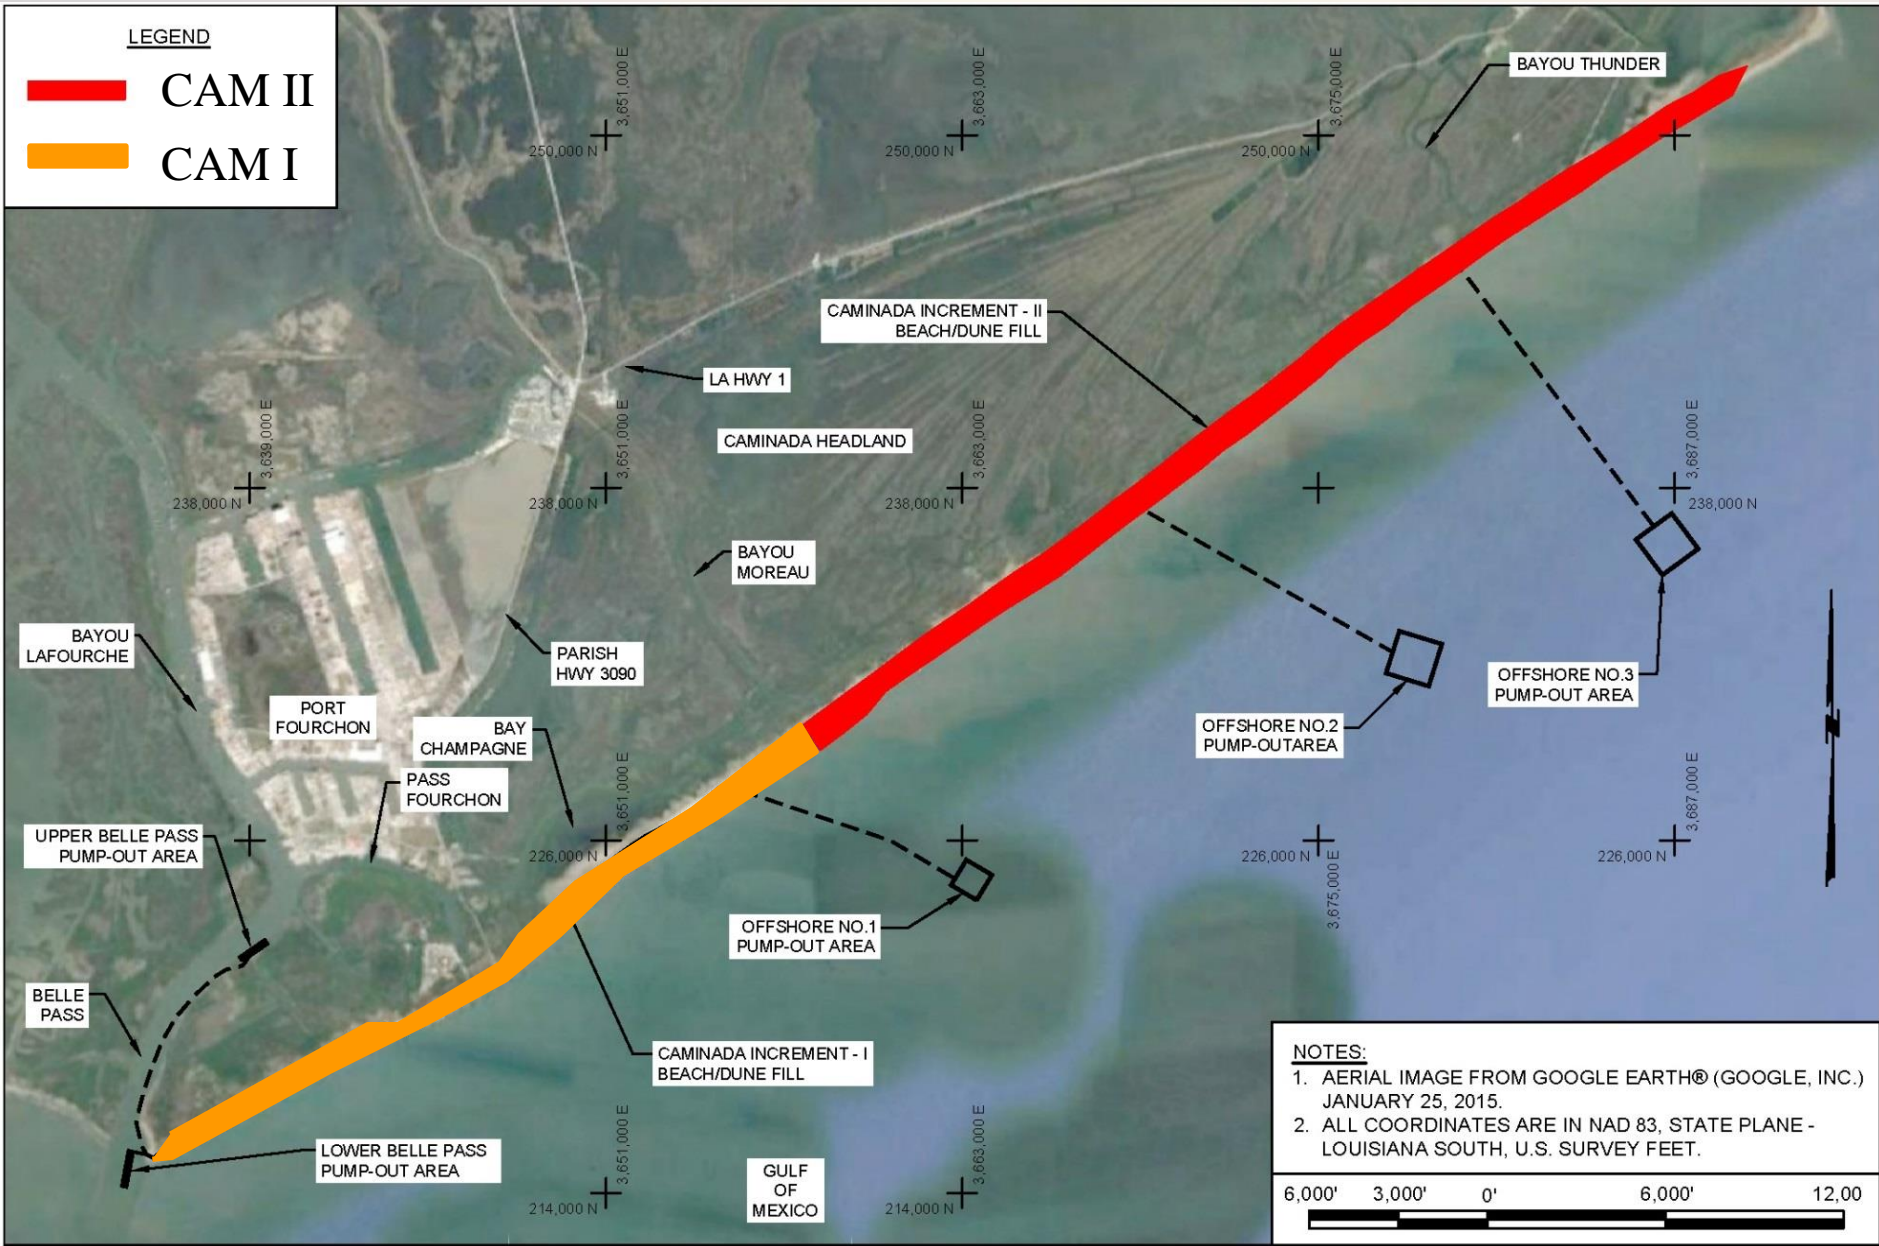 LEGEND
CAM II
CAM I
3,651,000 E
250,000 N
3,663,000 E
250,000 N
3,675,000 E
250,000 N
BAYOU THUNDER
CAMINADA INCREMENT - II
BEACH/DUNE FILL
LA HWY 1
CAMINADA HEADLAND
3,639,000 E
238,000 N
3,651,000 E
238,000 N
3,663,000 E
238,000 N
3,687,000 E
238,000 N
BAYOU
MOREAU
BAYOU
LAFOURCHE
PARISH
HWY 3090
PORT
FOURCHON
BAY
CHAMPAGNE
PASS
FOURCHON
OFFSHORE NO.3
PUMP-OUT AREA
OFFSHORE NO.2
PUMP-OUTAREA
UPPER BELLE PASS
PUMP-OUT AREA
3,651,000 E
226,000 N
226,000 N
3,675,000 E
3,687,000 E
226,000 N
OFFSHORE NO.1
PUMP-OUT AREA
BELLE
PASS
CAMINADA INCREMENT - I
BEACH/DUNE FILL
LOWER BELLE PASS
PUMP-OUT AREA
3,651,000 E
214,000 N
3,663,000 E
214,000 N
GULF
OF
MEXICO
NOTES:
1. AERIAL IMAGE FROM GOOGLE EARTH® (GOOGLE, INC.)
JANUARY 25, 2015.
2. ALL COORDINATES ARE IN NAD 83, STATE PLANE -
LOUISIANA SOUTH, U.S. SURVEY FEET.
6,000' 3,000' 0' 6,000' 12,00